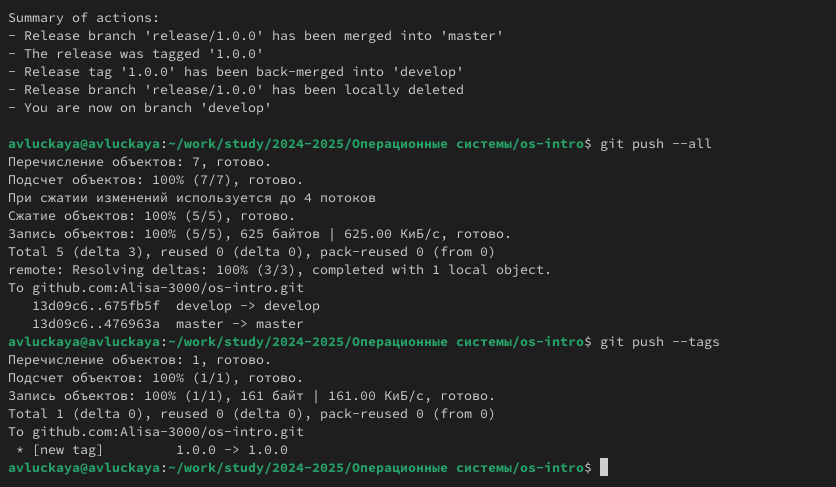 Summary of actions:
- Release branch 'release/1.0.0' has been merged into 'master'
- The release was tagged '1.0.0'
- Release tag '1.0.0' has been back-merged into 'develop'
- Release branch 'release/1.0.0' has been locally deleted
- You are now on branch 'develop'
avluckaya@avluckaya:~/work/study/2024-2025/Операционные системы/os-intro$ git push --all
Перечисление объектов: 7, готово.
Подсчет объектов: 100% (7/7), готово.
При сжатии изменений используется до 4 потоков
Сжатие объектов: 100% (5/5), готово.
Запись объектов: 100% (5/5), 625 байтов | 625.00 КиБ/с, готово.
Total 5 (delta 3), reused 0 (delta 0), pack-reused 0 (from 0)
remote: Resolving deltas: 100% (3/3), completed with 1 local object.
To github.com:Alisa-3000/os-intro.git
   13d09c6..675fb5f  develop -> develop
   13d09c6..476963a  master -> master
avluckaya@avluckaya:~/work/study/2024-2025/Операционные системы/os-intro$ git push --tags
Перечисление объектов: 1, готово.
Подсчет объектов: 100% (1/1), готово.
Запись объектов: 100% (1/1), 161 байт | 161.00 КиБ/с, готово.
Total 1 (delta 0), reused 0 (delta 0), pack-reused 0 (from 0)
To github.com:Alisa-3000/os-intro.git
 * [new tag]         1.0.0 -> 1.0.0
avluckaya@avluckaya:~/work/study/2024-2025/Операционные системы/os-intro$